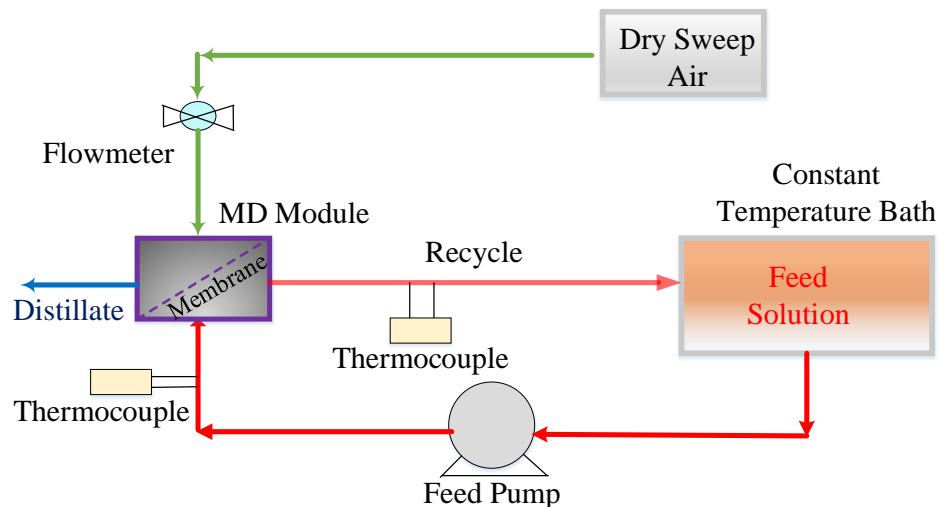 Dry Sweep
Air
Flowmeter
MD Module
Constant
Temperature Bath
Recycle
Membrane
Feed
Solution
Distillate
Thermocouple
Thermocouple
Feed Pump